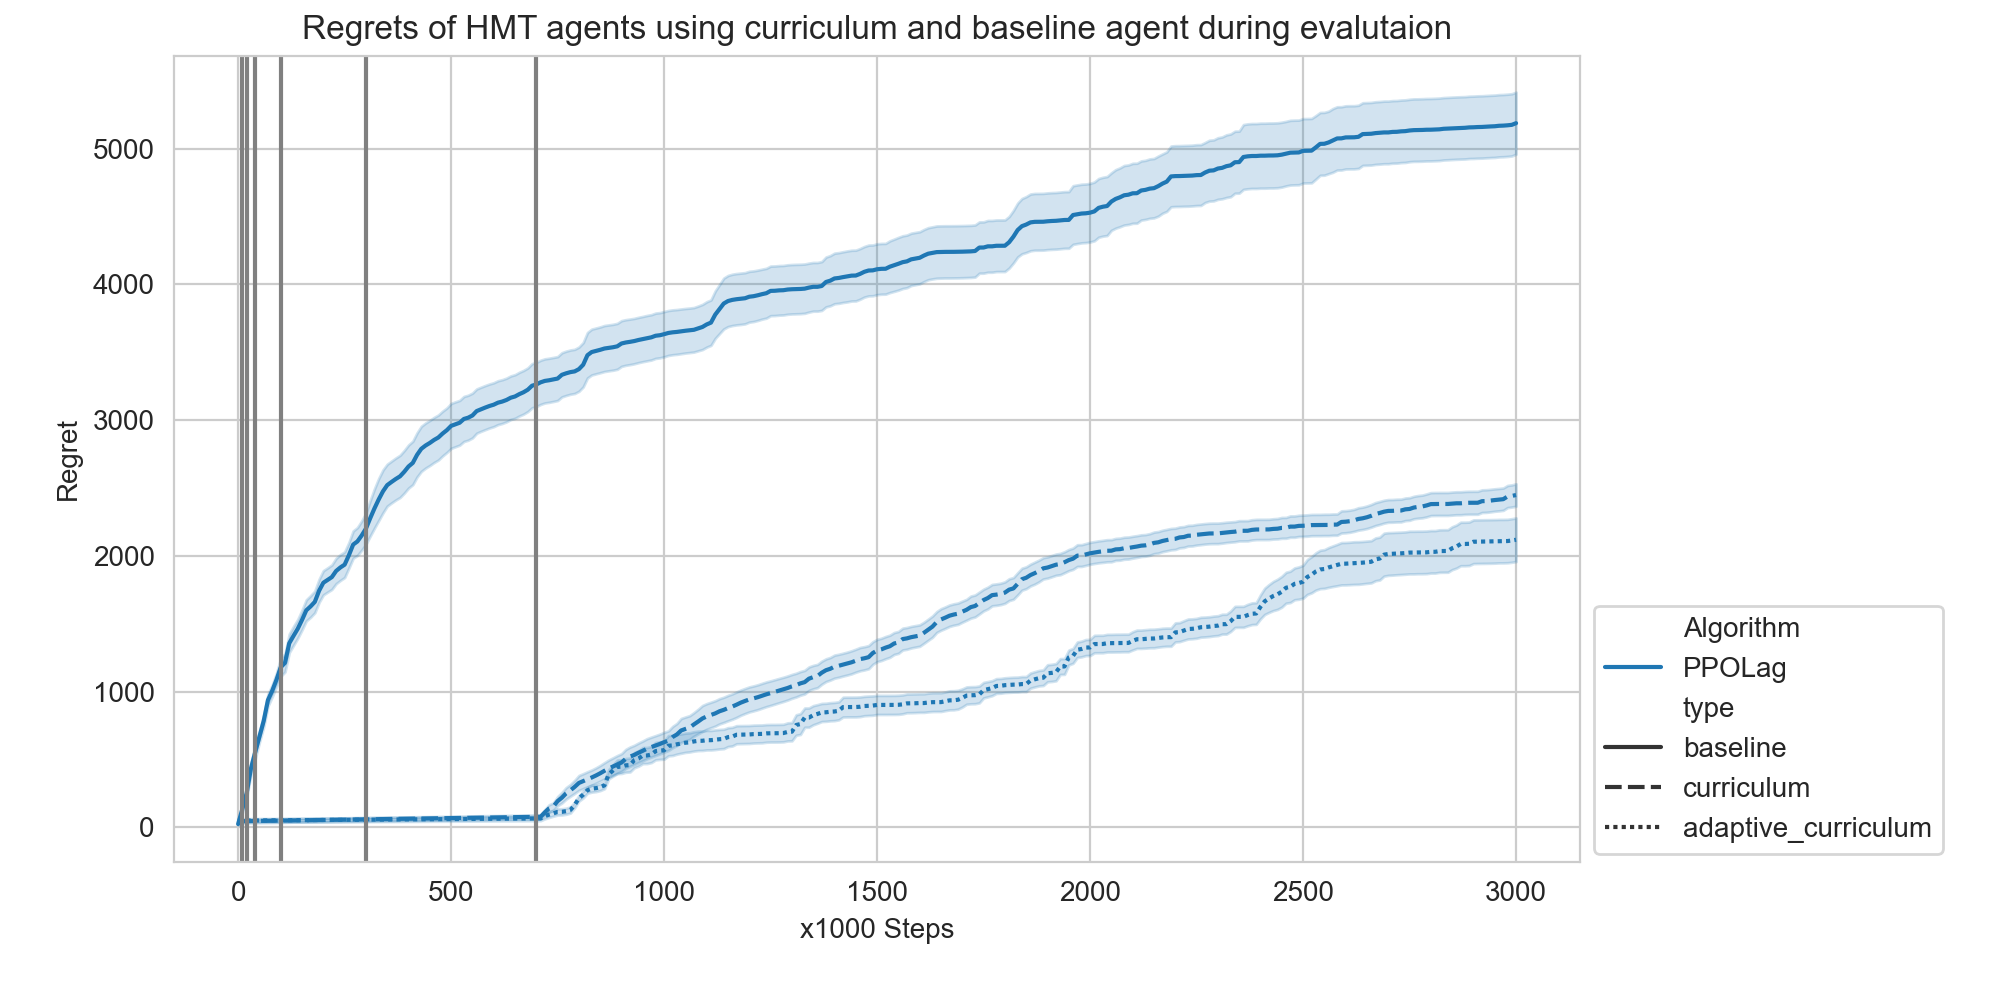 Regrets of HMT agents using curriculum and baseline agent during evalutaion
5000
4000
3000
2000
1000
0
Regret
0 500 1000 1500 2000 2500 3000
x1000 Steps
Algorithm
PPOLag
type
baseline
curriculum
adaptive_curriculum